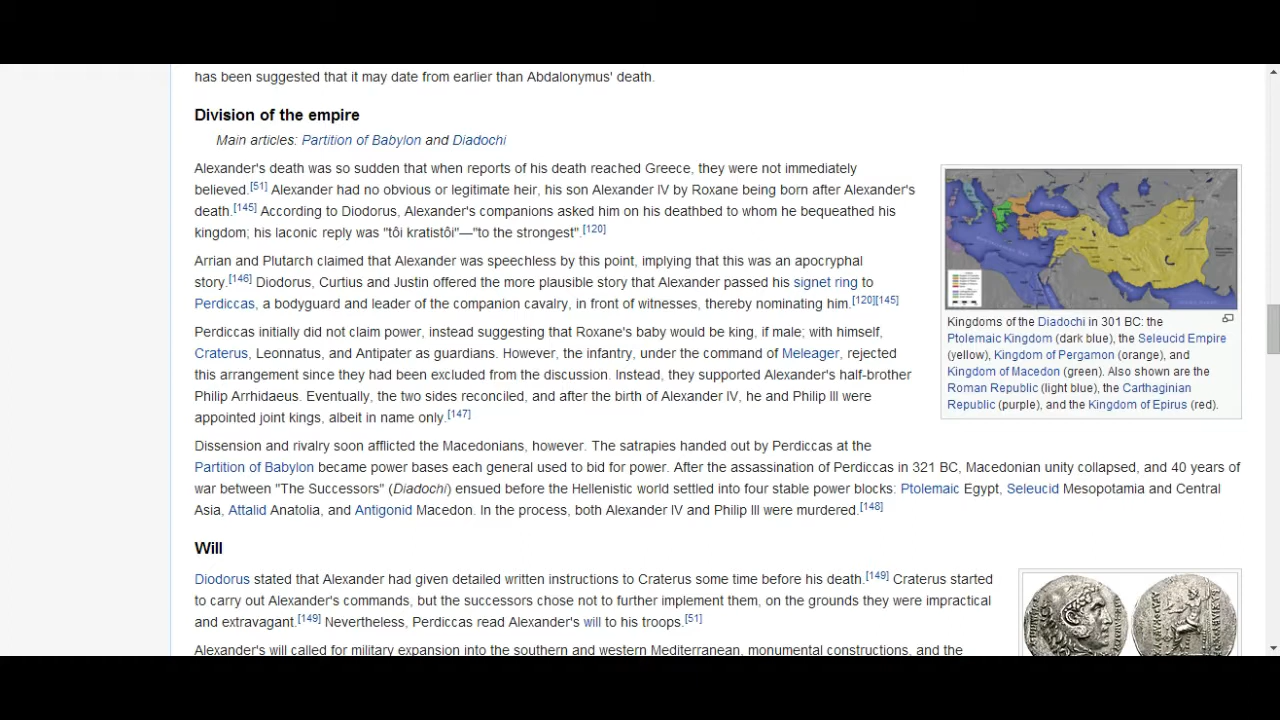 has been suggested that it may date from earlier than Abdalonymus' death.
Division of the empire
Main articles: Partition of Babylon and Diadochi
Alexander's death was so sudden that when reports of his death reached Greece, they were not immediately
believed.[51] Alexander had no obvious or legitimate heir, his son Alexander IV by Roxane being born after Alexander's
death.[145] According to Diodorus, Alexander's companions asked him on his deathbed to whom he bequeathed his
kingdom; his laconic reply was "tôi kratistôi"—"to the strongest".[120]
Arrian and Plutarch claimed that Alexander was speechless by this point, implying that this was an apocryphal
story.[146] Diodorus, Curtius and Justin offered the more plausible story that Alexander passed his signet ring to
Perdiccas, a bodyguard and leader of the companion cavalry, in front of witnesses, thereby nominating him.[120][145]
Perdiccas initially did not claim power, instead suggesting that Roxane's baby would be king, if male; with himself,
Craterus, Leonnatus, and Antipater as guardians. However, the infantry, under the command of Meleager, rejected
this arrangement since they had been excluded from the discussion. Instead, they supported Alexander's half-brother
Philip Arrhidaeus. Eventually, the two sides reconciled, and after the birth of Alexander IV, he and Philip III were
appointed joint kings, albeit in name only.[147]
Dissension and rivalry soon afflicted the Macedonians, however. The satrapies handed out by Perdiccas at the
Partition of Babylon became power bases each general used to bid for power. After the assassination of Perdiccas in 321 BC, Macedonian unity collapsed, and 40 years of
war between "The Successors" (Diadochi) ensued before the Hellenistic world settled into four stable power blocks: Ptolemaic Egypt, Seleucid Mesopotamia and Central
Asia, Attalid Anatolia, and Antigonid Macedon. In the process, both Alexander IV and Philip III were murdered.[148]
Kingdoms of the Diadochi in 301 BC: the
Ptolemaic Kingdom (dark blue), the Seleucid Empire
(yellow), Kingdom of Pergamon (orange), and
Kingdom of Macedon (green). Also shown are the
Roman Republic (light blue), the Carthaginian
Republic (purple), and the Kingdom of Epirus (red).
Will
Diodorus stated that Alexander had given detailed written instructions to Craterus some time before his death.[149] Craterus started
to carry out Alexander's commands, but the successors chose not to further implement them, on the grounds they were impractical
and extravagant.[149] Nevertheless, Perdiccas read Alexander's will to his troops.[51]
Alexander's will called for military expansion into the southern and western Mediterranean, monumental constructions, and the